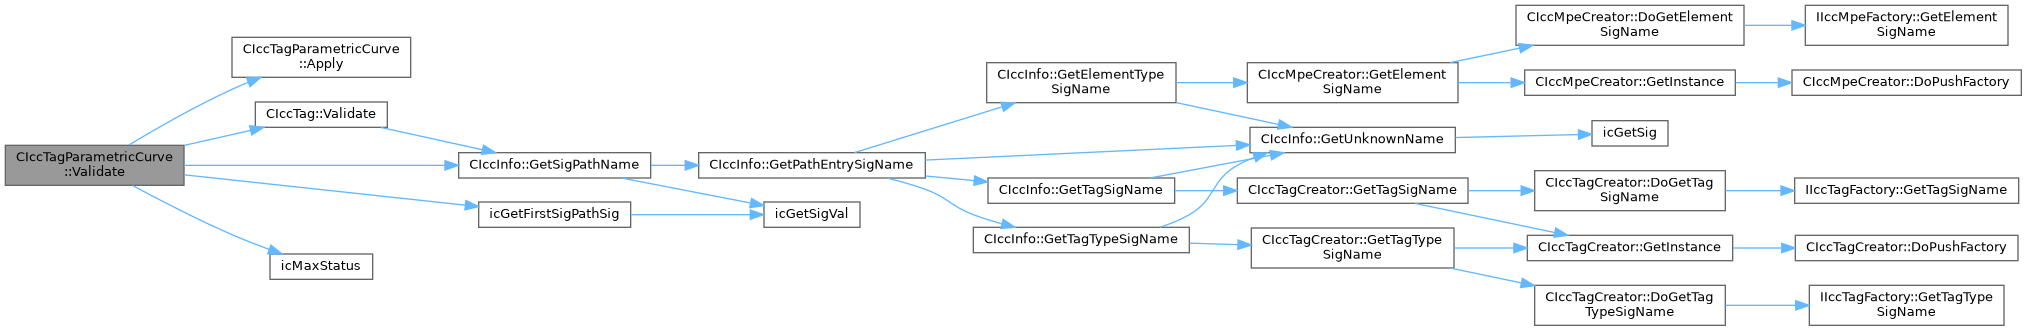 CIccTagParametricCurve
::Validate
CIccTagParametricCurve
::Apply
CIccTag::Validate
CIccInfo::GetSigPathName
icGetFirstSigPathSig
icMaxStatus
CIccInfo::GetPathEntrySigName
icGetSigVal
CIccInfo::GetElementType
SigName
CIccInfo::GetTagSigName
CIccInfo::GetTagTypeSigName
CIccMpeCreator::GetElement
SigName
CIccInfo::GetUnknownName
CIccTagCreator::GetTagSigName
CIccTagCreator::GetTagType
SigName
CIccMpeCreator::DoGetElement
SigName
CIccMpeCreator::GetInstance
icGetSig
CIccTagCreator::DoGetTag
SigName
CIccTagCreator::GetInstance
CIccTagCreator::DoGetTag
TypeSigName
IIccMpeFactory::GetElement
SigName
CIccMpeCreator::DoPushFactory
IIccTagFactory::GetTagSigName
CIccTagCreator::DoPushFactory
IIccTagFactory::GetTagType
SigName